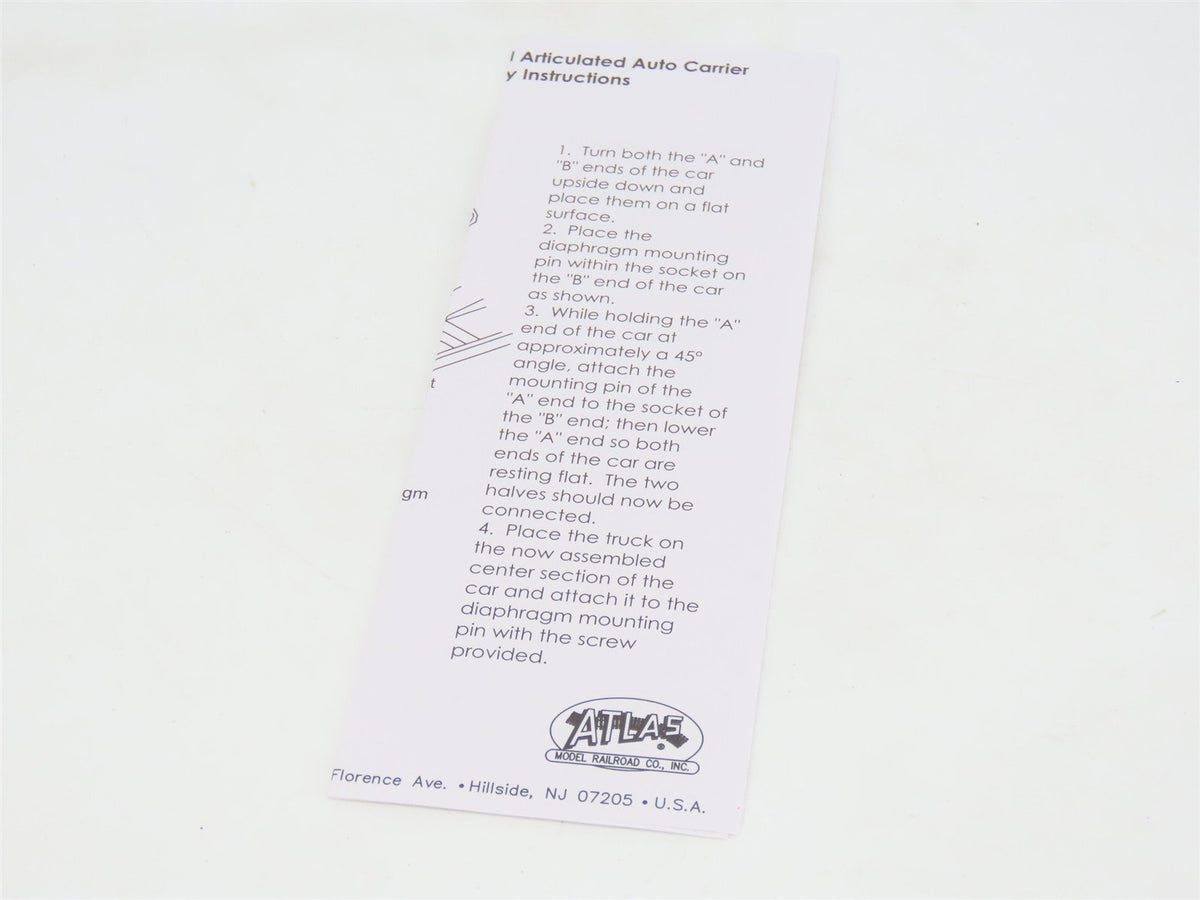 l Articulated Auto Carrier
y Instructions
1. Turn both the "A" and
"B" ends of the car
upside down and
place them on a flat
surface.
2. Place the
diaphragm mounting
pin within the socket on
the "B" end of the car
as shown.
3. While holding the "A"
end of the car at
approximately a 45º
angle, attach the
mounting pin of the
"A" end to the socket of
the "B" end; then lower
the "A" end so both
ends of the car are
resting flat. The two
halves should now be
connected.
4. Place the truck on
the now assembled
center section of the
car and attach it to the
diaphragm mounting
pin with the screw
provided.
t
gm
ATLAS®
MODEL RAILROAD CO., INC.
Florence Ave. • Hillside, NJ 07205 • U.S.A.